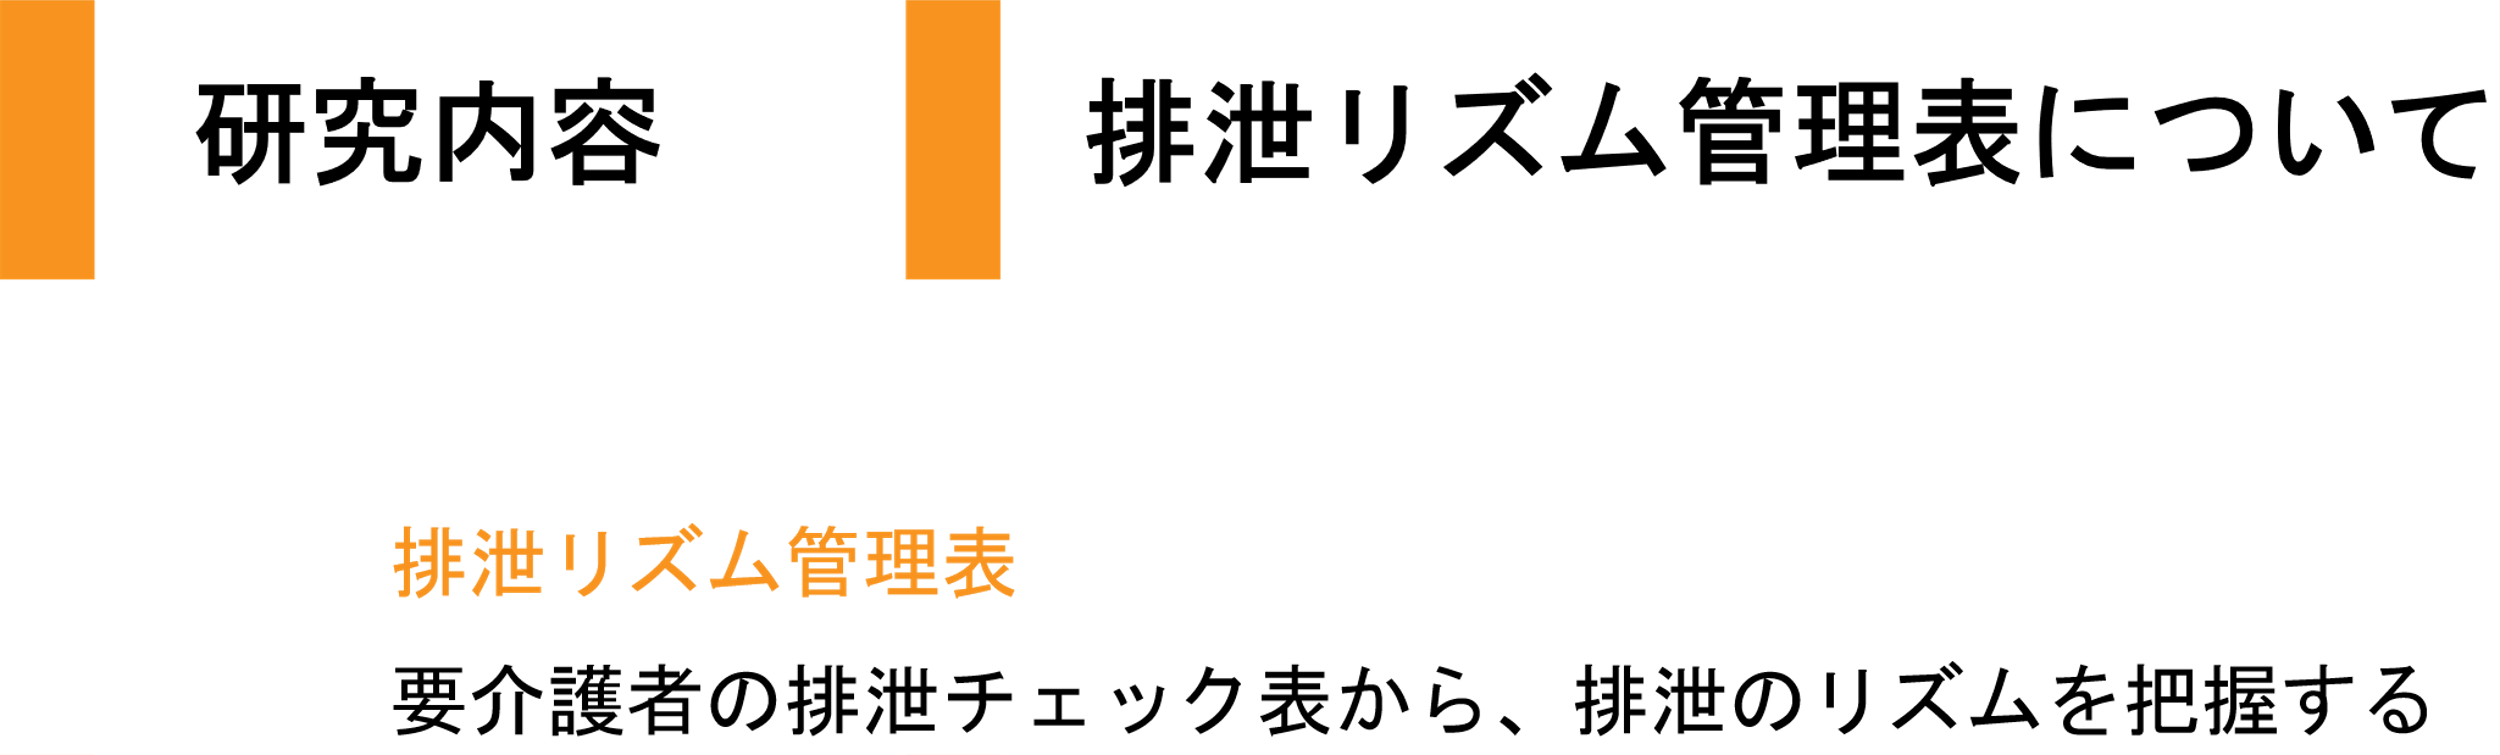 研究内容 排泄リズム管理表について
排泄リズム管理表
要介護者の排泄チェック表から、排泄のリズムを把握する